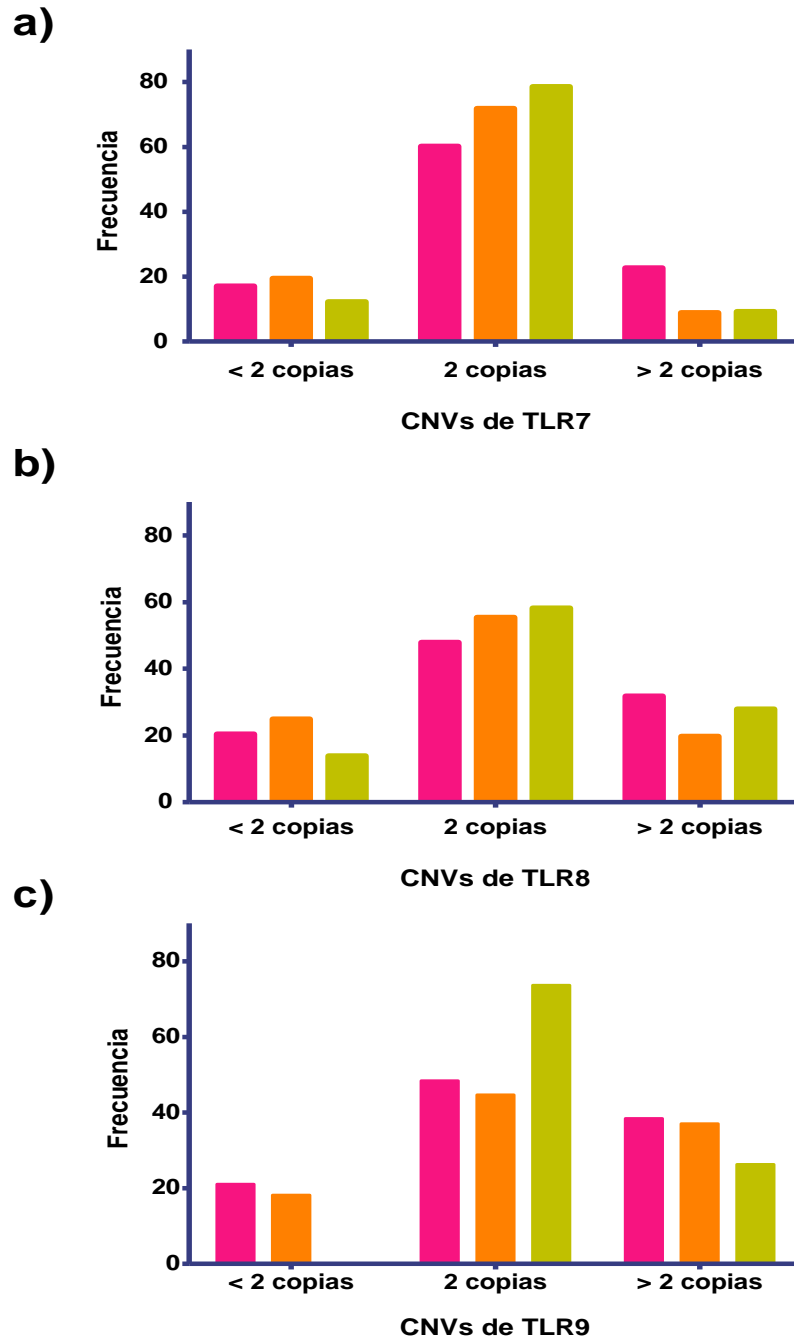 a)
Frecuencia
80
60
40
20
0
< 2 copias 2 copias > 2 copias
CNVs de TLR7
b)
Frecuencia
80
60
40
20
0
< 2 copias 2 copias > 2 copias
CNVs de TLR8
c)
Frecuencia
80
60
40
20
0
< 2 copias 2 copias > 2 copias
CNVs de TLR9